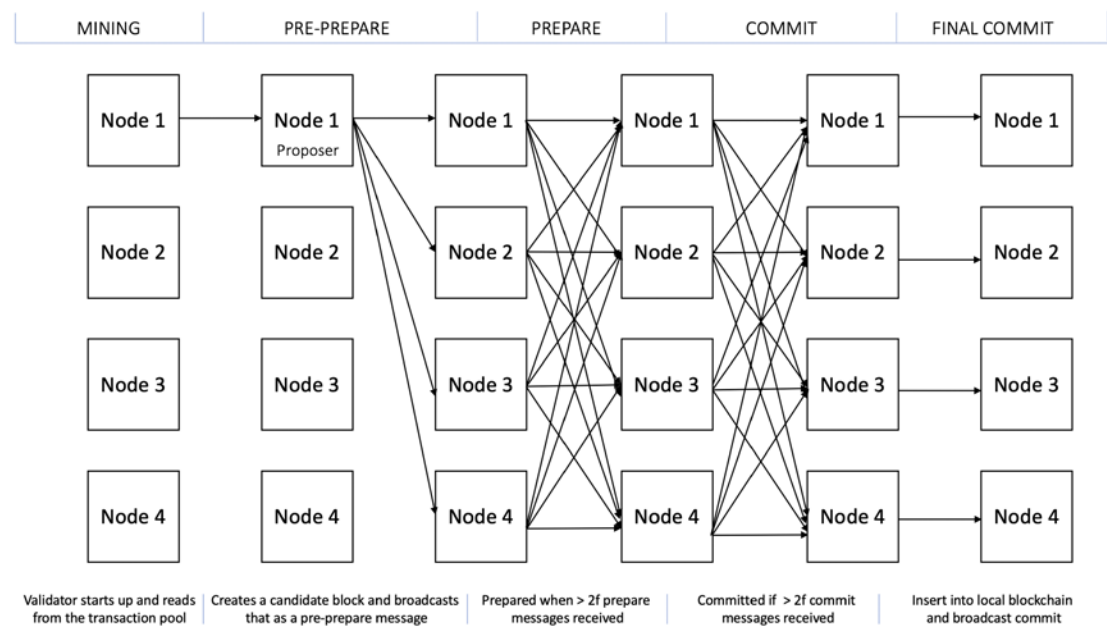 MINING PRE-PREPARE PREPARE COMMIT FINAL COMMIT
Node 1 Node 1 Node 1 Node 1 Node 1 Node 1
Proposer
Node 2 Node 2 Node 2 Node 2 Node 2 Node 2
Node 3 Node 3 Node 3 Node 3 Node 3 Node 3
Node 4 Node 4 Node 4 Node 4 Node 4 Node 4
Validator starts up and reads
from the transaction pool
Creates a candidate block and broadcasts
that as a pre-prepare message
Prepared when > 2f prepare
messages received
Committed if > 2f commit
messages received
Insert into local blockchain
and broadcast commit